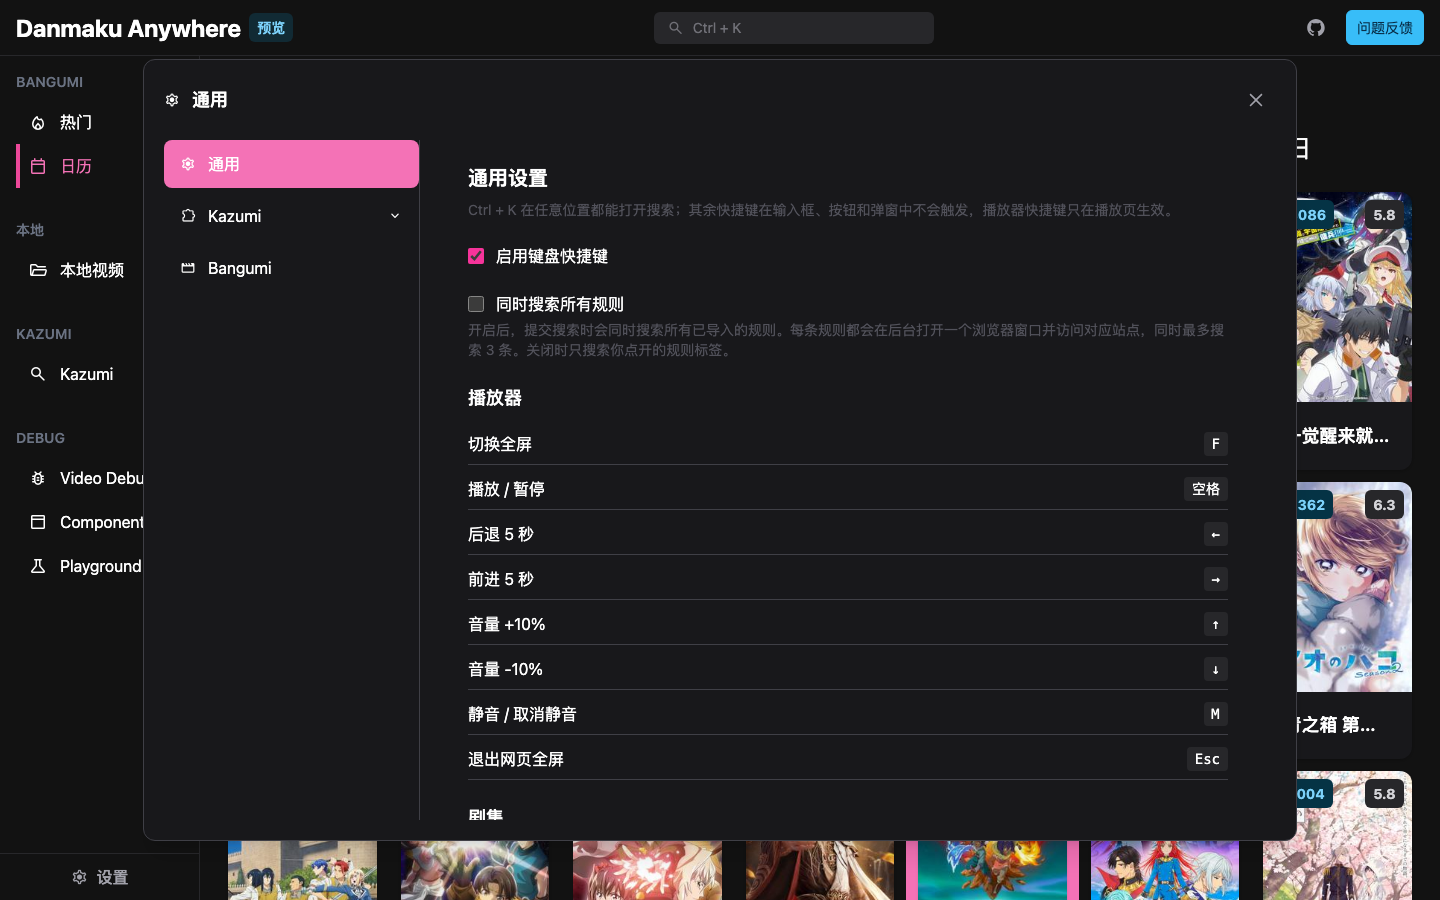 Danmaku Anywhere 预览
Ctrl + K
问题反馈
BANGUMI
热门
日历
本地
本地视频
KAZUMI
Kazumi
DEBUG
Video Debu
Component
Playground
设置
通用
通用
Kazumi
Bangumi
通用设置
Ctrl + K 在任意位置都能打开搜索；其余快捷键在输入框、按钮和弹窗中不会触发，播放器快捷键只在播放页生效。
启用键盘快捷键
同时搜索所有规则
开启后，提交搜索时会同时搜索所有已导入的规则。每条规则都会在后台打开一个浏览器窗口并访问对应站点，同时最多搜
索 3 条。关闭时只搜索你点开的规则标签。
播放器
切换全屏 F
播放 / 暂停 空格
后退 5 秒 ←
前进 5 秒 →
音量 +10% ↑
音量 -10% ↓
静音 / 取消静音 M
退出网页全屏 Esc
剧集
日
086 5.8
觉醒来就...
362 6.3
オのハコ
Season2
之箱 第...
004 5.8